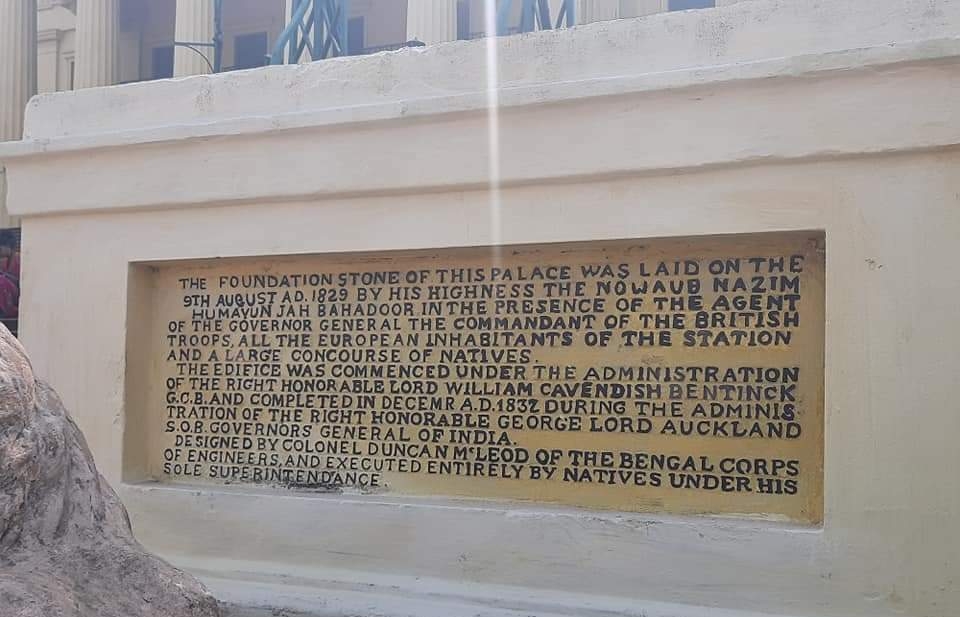 THE FOUNDATION STONE OF THIS PALACE WAS LAID ON THE
9TH AUGUST AD. 1829 BY HIS HIGHNESS THE NOWAUB NAZIM
HUMAYUN JAH BAHADOOR IN THE PRESENCE OF THE AGENT
OF THE GOVERNOR GENERAL THE COMMANDANT OF THE BRITISH
TROOPS, ALL THE EUROPEAN INHABITANTS OF THE STATION
AND A LARGE CONCOURSE OF NATIVES.
THE EDIFICE WAS COMMENCED UNDER THE ADMINISTRATION
OF THE RIGHT HONORABLE LORD WILLIAM CAVENDISH BENTINCK
G.C.B. AND COMPLETED IN DECEMR A.D. 1832 DURING THE ADMINIS-
TRATION OF THE RIGHT HONORABLE GEORGE LORD AUCKLAND
S.O.B. GOVERNORS' GENERAL OF INDIA.
DESIGNED BY COLONEL DUNCAN McLEOD OF THE BENGAL CORPS
OF ENGINEERS, AND EXECUTED ENTIRELY BY NATIVES UNDER HIS
SOLE SUPERINTENDANCE